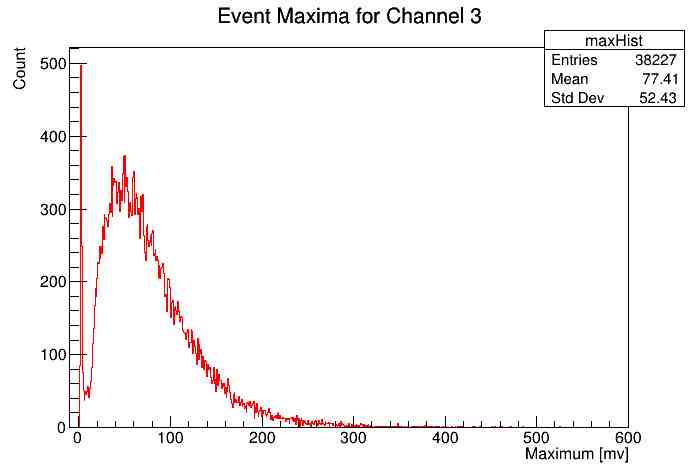 Event Maxima for Channel 3
maxHist
Entries 38227
Mean 77.41
Std Dev 52.43
Count
500
400
300
200
100
0
0 100 200 300 400 500 600
Maximum [mv]